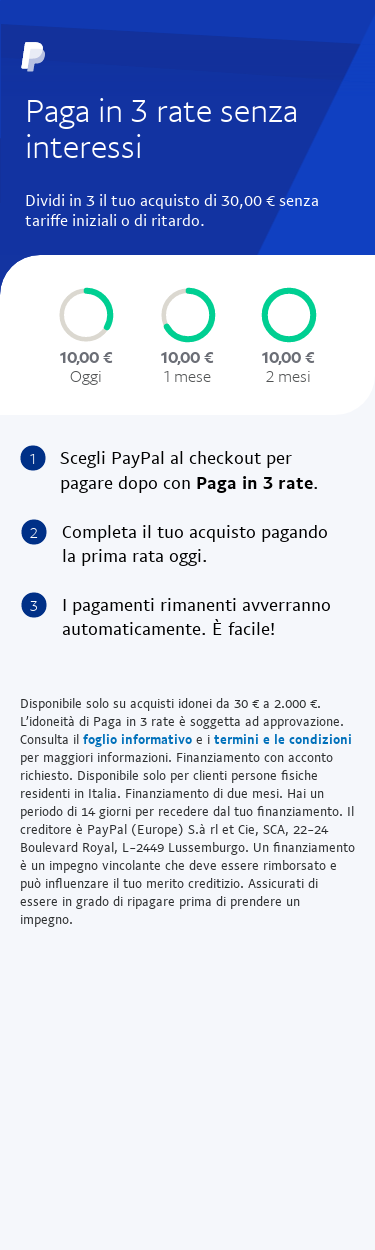 Paga in 3 rate senza
interessi
Dividi in 3 il tuo acquisto di 30,00 € senza
tariffe iniziali o di ritardo.
10,00 € 10,00 € 10,00 €
Oggi 1 mese 2 mesi
1 Scegli PayPal al checkout per
pagare dopo con Paga in 3 rate.
2 Completa il tuo acquisto pagando
la prima rata oggi.
3 I pagamenti rimanenti avverranno
automaticamente. È facile!
Disponibile solo su acquisti idonei da 30 € a 2.000 €.
L'idoneità di Paga in 3 rate è soggetta ad approvazione.
Consulta il foglio informativo e i termini e le condizioni
per maggiori informazioni. Finanziamento con acconto
richiesto. Disponibile solo per clienti persone fisiche
residenti in Italia. Finanziamento di due mesi. Hai un
periodo di 14 giorni per recedere dal tuo finanziamento. Il
creditore è PayPal (Europe) S.à rl et Cie, SCA, 22-24
Boulevard Royal, L-2449 Lussemburgo. Un finanziamento
è un impegno vincolante che deve essere rimborsato e
può influenzare il tuo merito creditizio. Assicurati di
essere in grado di ripagare prima di prendere un
impegno.